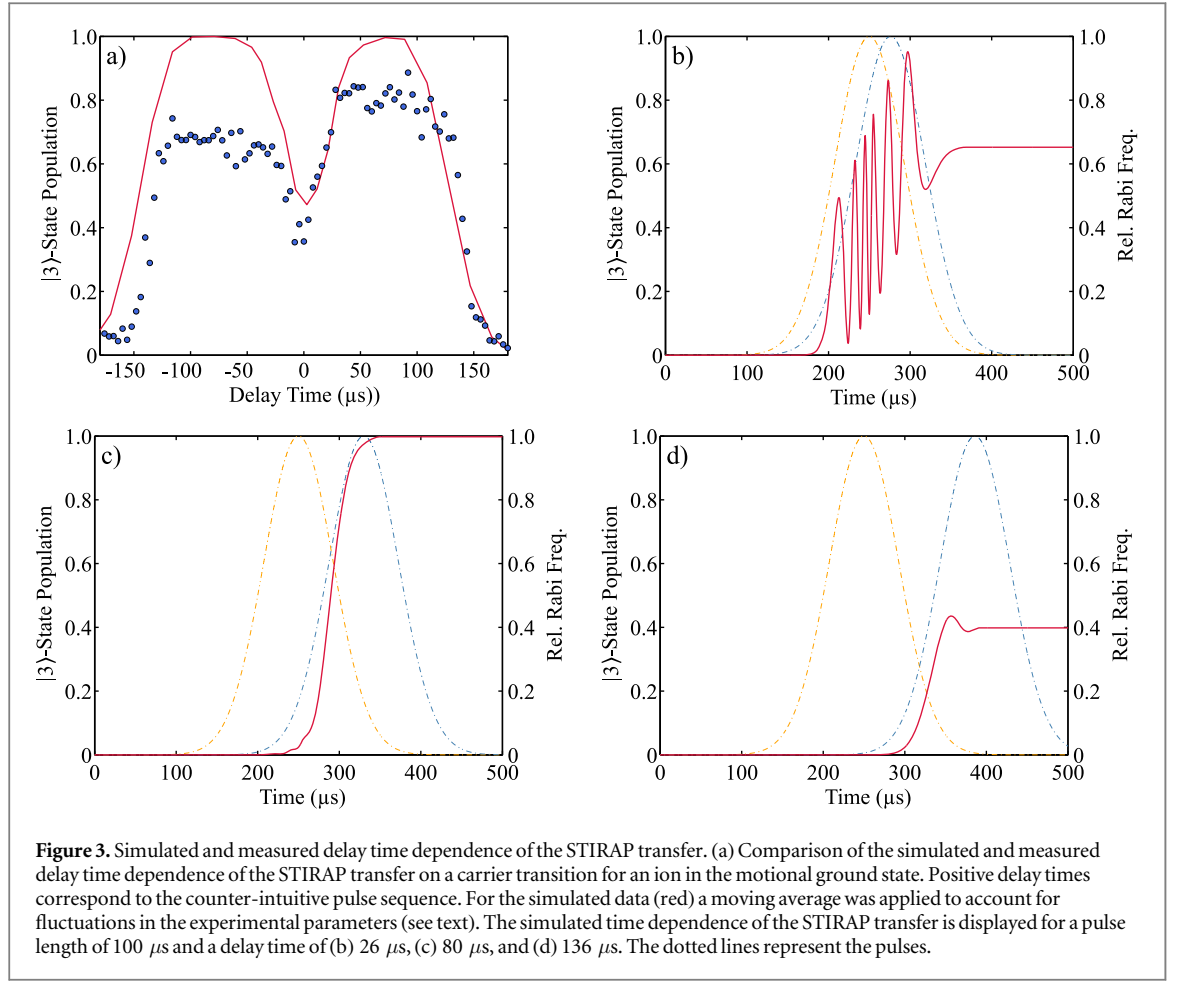 a)
|3⟩-State Population
1.0
0.8
0.6
0.4
0.2
0
-150 -100 -50 0 50 100 150
Delay Time (µs))
b)
|3⟩-State Population
1.0
0.8
0.6
0.4
0.2
0
0 100 200 300 400 500
Time (µs)
1.0
0.8
0.6
0.4
0.2
0
Rel. Rabi Freq.
c)
|3⟩-State Population
1.0
0.8
0.6
0.4
0.2
0
0 100 200 300 400 500
Time (µs)
1.0
0.8
0.6
0.4
0.2
0
Rel. Rabi Freq.
d)
|3⟩-State Population
1.0
0.8
0.6
0.4
0.2
0
0 100 200 300 400 500
Time (µs)
1.0
0.8
0.6
0.4
0.2
0
Rel. Rabi Freq.
Figure 3. Simulated and measured delay time dependence of the STIRAP transfer. (a) Comparison of the simulated and measured
delay time dependence of the STIRAP transfer on a carrier transition for an ion in the motional ground state. Positive delay times
correspond to the counter-intuitive pulse sequence. For the simulated data (red) a moving average was applied to account for
fluctuations in the experimental parameters (see text). The simulated time dependence of the STIRAP transfer is displayed for a pulse
length of 100 µs and a delay time of (b) 26 µs, (c) 80 µs, and (d) 136 µs. The dotted lines represent the pulses.